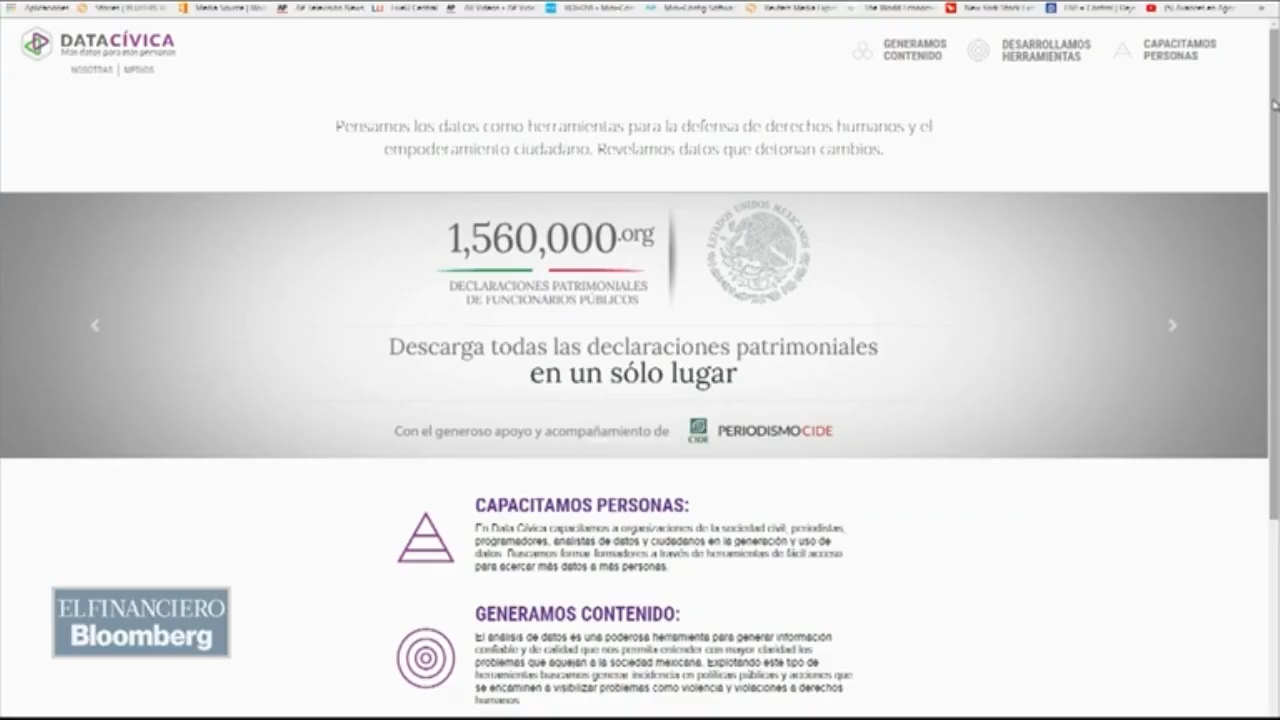 DATACÍVICA
Más datos para más personas
NOSOTRAS | MEDIOS
GENERAMOS
CONTENIDO
DESARROLLAMOS
HERRAMIENTAS
CAPACITAMOS
PERSONAS
Pensamos los datos como herramientas para la defensa de derechos humanos y el
empoderamiento ciudadano. Revelamos datos que detonan cambios.
1,560,000.org
DECLARACIONES PATRIMONIALES
DE FUNCIONARIOS PÚBLICOS
ESTADOS UNIDOS MEXICANOS
Descarga todas las declaraciones patrimoniales
en un sólo lugar
Con el generoso apoyo y acompañamiento de
CIDE
PERIODISMOCIDE
CAPACITAMOS PERSONAS:
En Data Cívica capacitamos a organizaciones de la sociedad civil, periodistas,
programadores, analistas de datos y ciudadanos en la generación y uso de
datos. Buscamos formar formadores a través de herramientas de fácil acceso
para acercar más datos a más personas.
GENERAMOS CONTENIDO:
El análisis de datos es una poderosa herramienta para generar información
confiable y de calidad que nos permita entender con mayor claridad los
problemas que aquejan a la sociedad mexicana. Explotando este tipo de
herramientas buscamos generar incidencia en políticas públicas y acciones que
se encaminen a visibilizar problemas como violencia y violaciones a derechos
humanos
EL FINANCIERO
Bloomberg